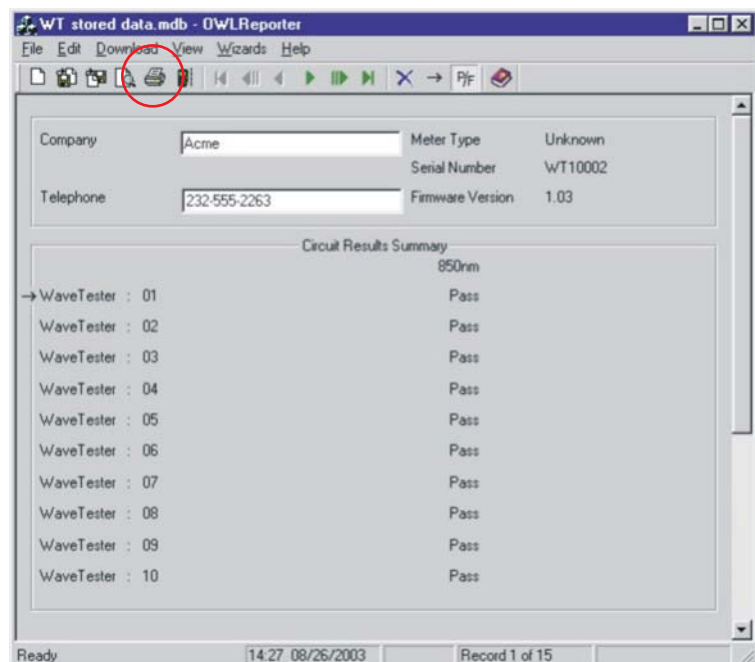 WT stored data.mdb - OWLReporter
File Edit Download View Wizards Help
P/F
Company Acme Meter Type Unknown
Serial Number WT10002
Telephone 232-555-2263 Firmware Version 1.03
Circuit Results Summary
850nm
WaveTester : 01 Pass
WaveTester : 02 Pass
WaveTester : 03 Pass
WaveTester : 04 Pass
WaveTester : 05 Pass
WaveTester : 06 Pass
WaveTester : 07 Pass
WaveTester : 08 Pass
WaveTester : 09 Pass
WaveTester : 10 Pass
Ready 14:27 08/26/2003 Record 1 of 15